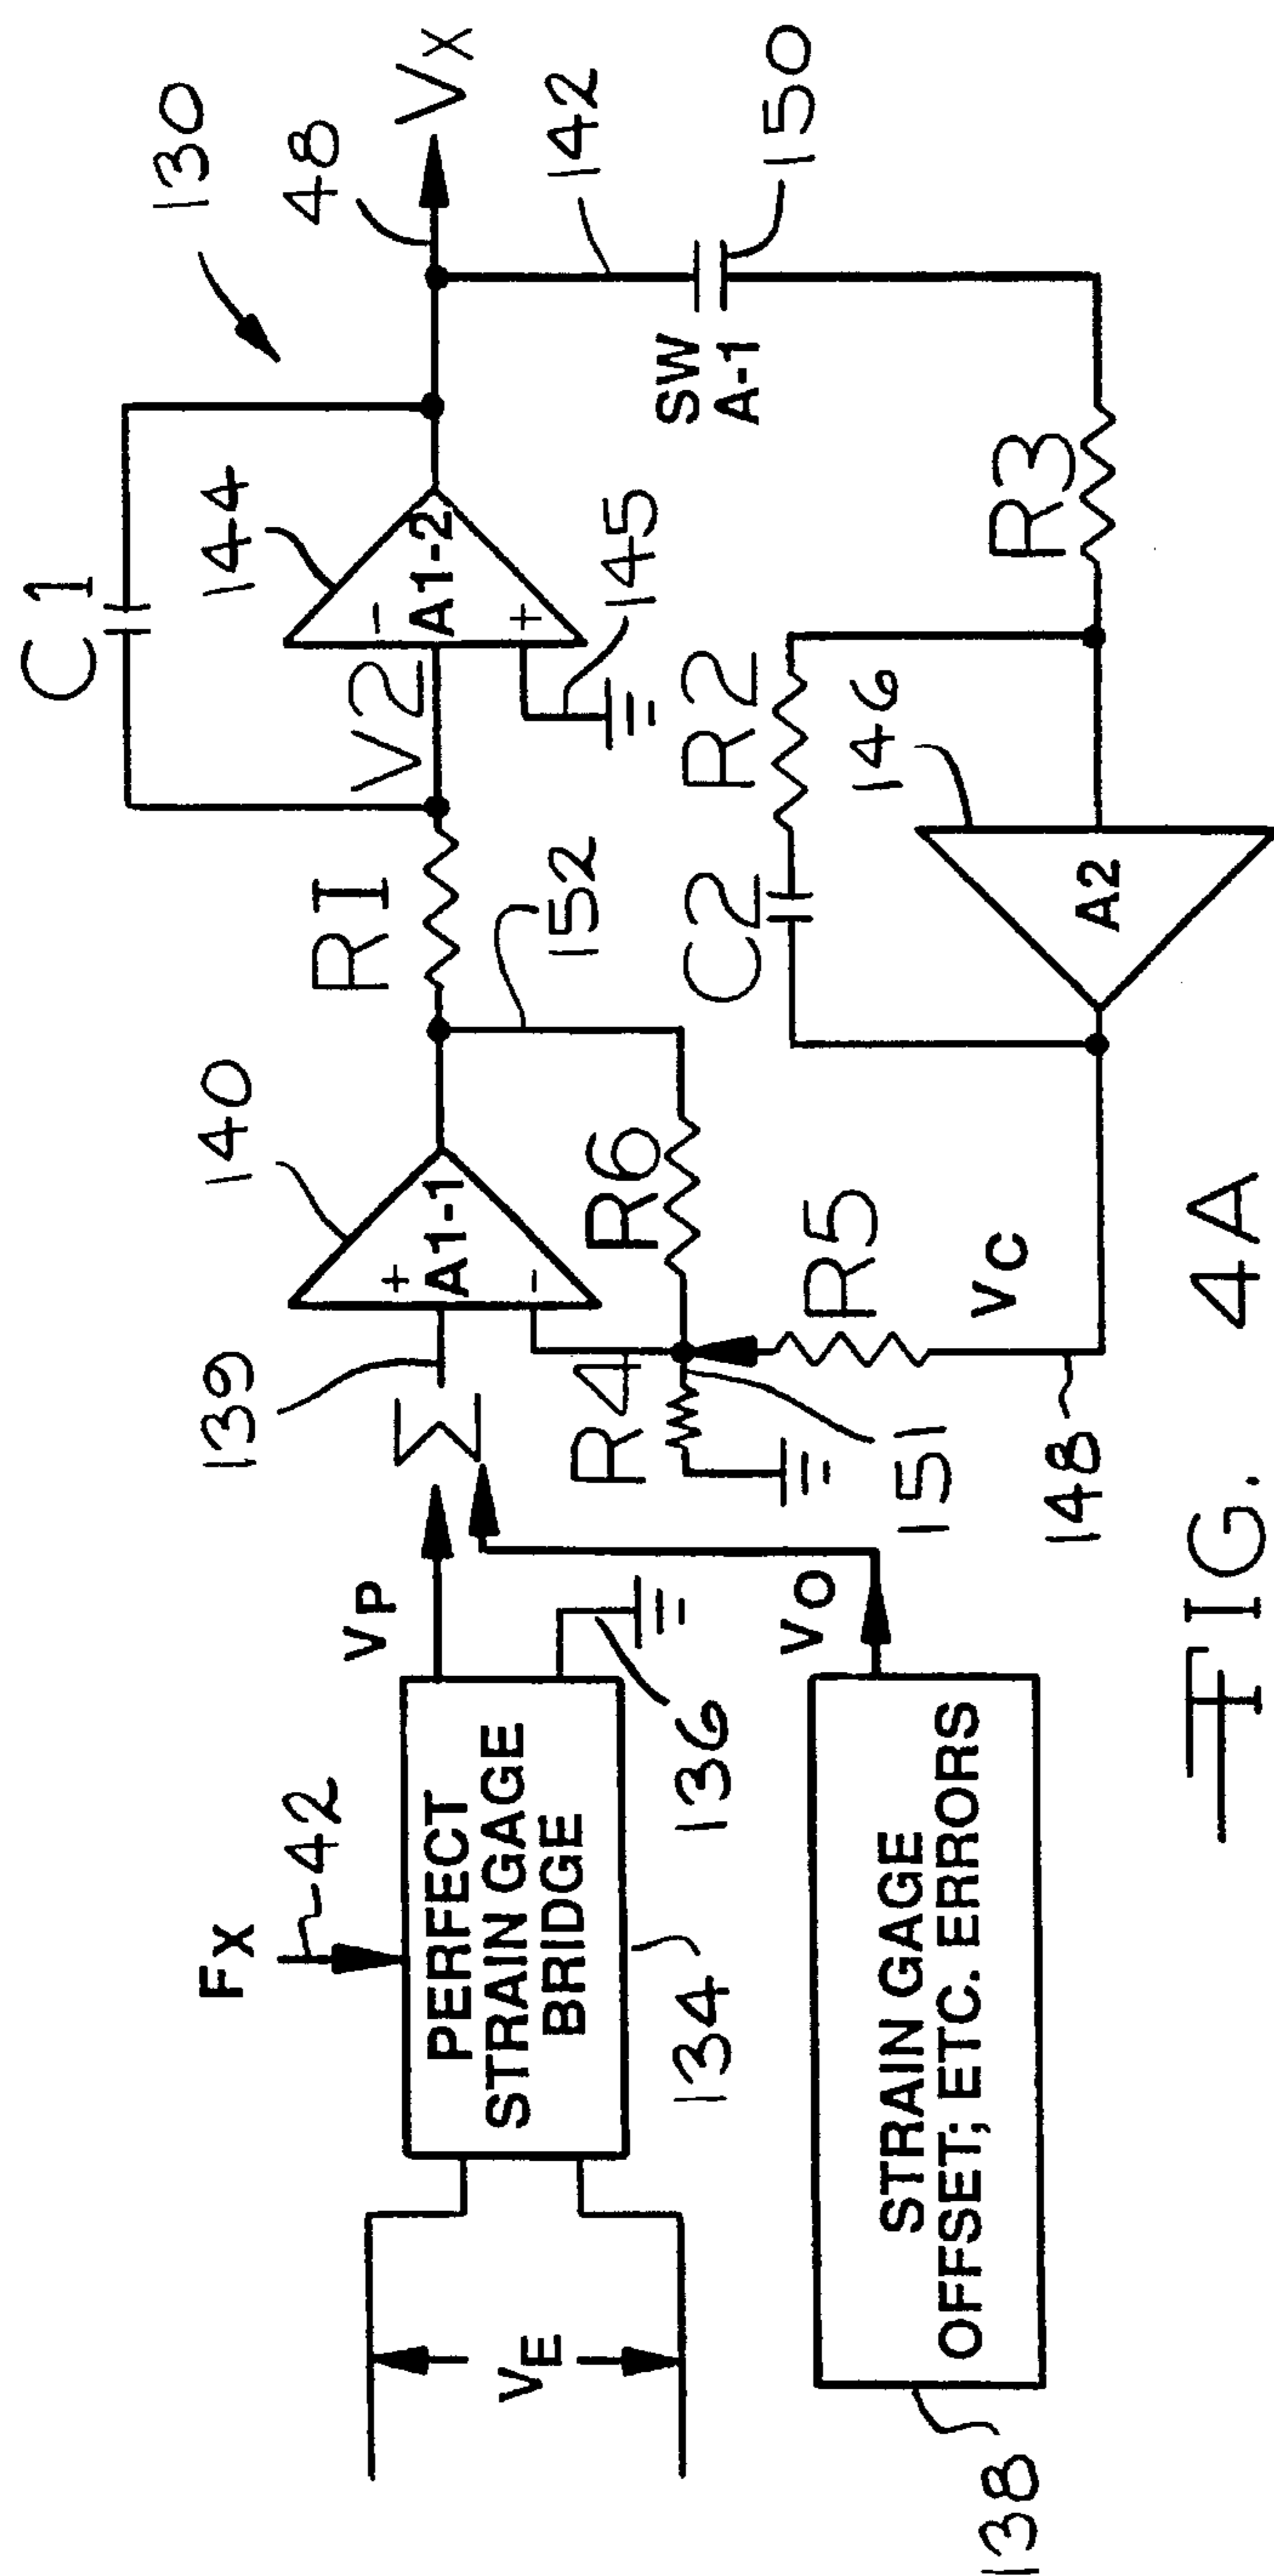 130
C1
144
48
VX
140
V2
A1-2
-
+
145
142
150
SW
A-1
R1
152
139
A1-1
+
-
Σ
R6
R4
151
R5
R2
C2
146
R3
A2
VC
148
FX
42
VP
PERFECT
STRAIN GAGE
BRIDGE
134
136
VE
VO
STRAIN GAGE
OFFSET; ETC. ERRORS
138
FIG. 4A